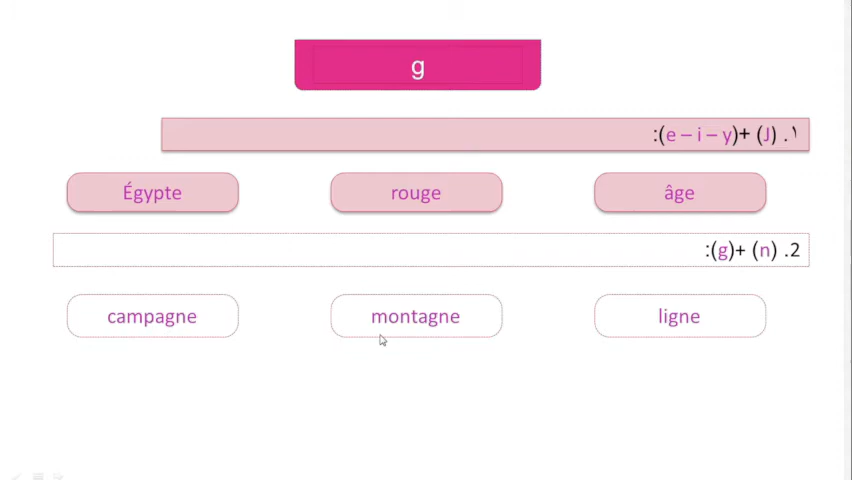 g
١. (J) +(e – i – y):
Égypte rouge âge
2. (n) +(g):
campagne montagne ligne